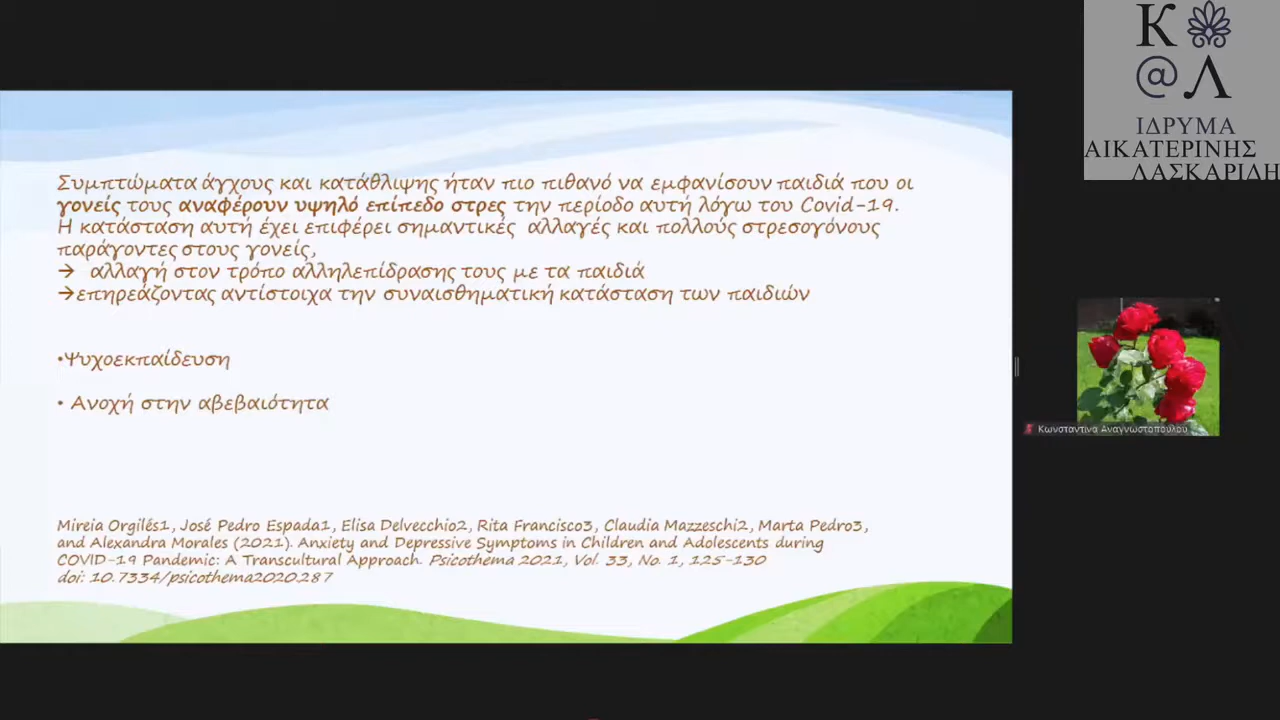 Κ
@Λ
ΙΔΡΥΜΑ
ΑΙΚΑΤΕΡΙΝΗΣ
ΛΑΣΚΑΡΙΔΗ
Συμπτώματα άγχους και κατάθλιψης ήταν πιο πιθανό να εμφανίσουν παιδιά που οι
γονείς τους αναφέρουν υψηλό επίπεδο στρες την περίοδο αυτή λόγω του Covid-19.
Η κατάσταση αυτή έχει επιφέρει σημαντικές αλλαγές και πολλούς στρεσογόνους
παράγοντες στους γονείς,
→ αλλαγή στον τρόπο αλληλεπίδρασης τους με τα παιδιά
→επηρεάζοντας αντίστοιχα την συναισθηματική κατάσταση των παιδιών
•Ψυχοεκπαίδευση
• Ανοχή στην αβεβαιότητα
Mireia Orgilés1, José Pedro Espada1, Elisa Delvecchio2, Rita Francisco3, Claudia Mazzeschi2, Marta Pedro3,
and Alexandra Morales (2021). Anxiety and Depressive Symptoms in Children and Adolescents during
COVID-19 Pandemic: A Transcultural Approach. Psicothema 2021, Vol. 33, No. 1, 125-130
doi: 10.7334/psicothema2020.287
Κωνσταντίνα Αναγνωστοπούλου